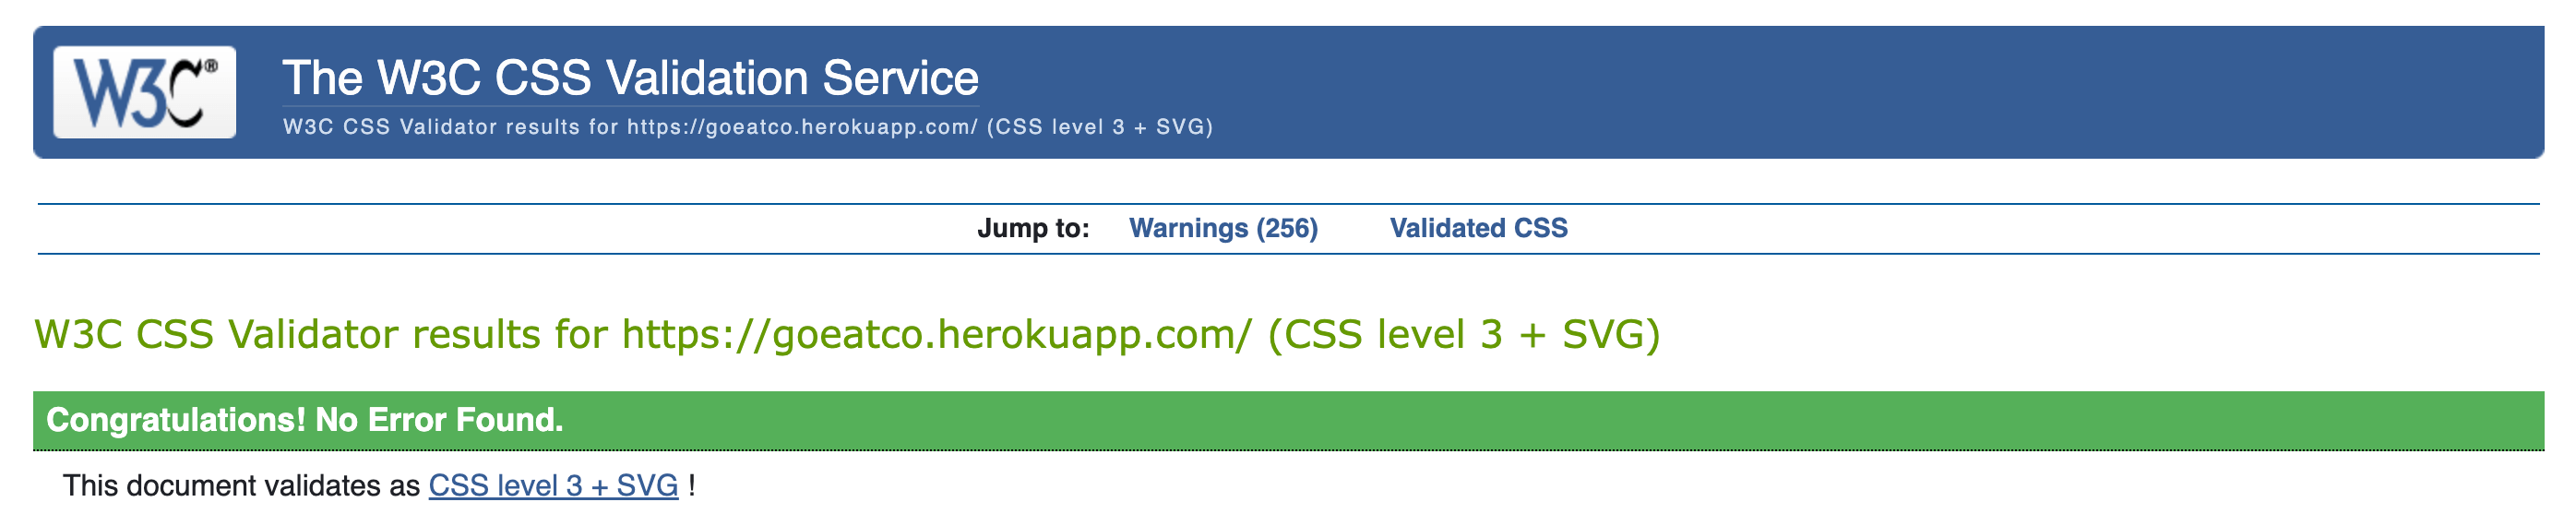 W3C®
The W3C CSS Validation Service
W3C CSS Validator results for https://goeatco.herokuapp.com/ (CSS level 3 + SVG)
Jump to: Warnings (256) Validated CSS
W3C CSS Validator results for https://goeatco.herokuapp.com/ (CSS level 3 + SVG)
Congratulations! No Error Found.
This document validates as CSS level 3 + SVG !